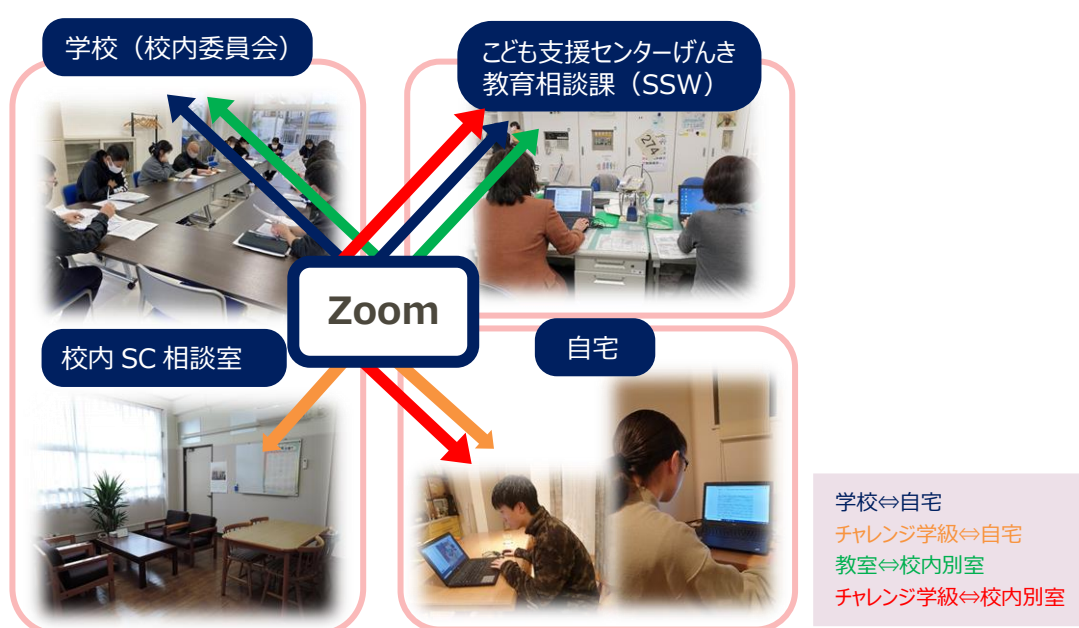 学校（校内委員会）
こども支援センターげんき
教育相談課（SSW）
274
Zoom
校内 SC 相談室
自宅
学校⇔自宅
チャレンジ学級⇔自宅
教室⇔校内別室
チャレンジ学級⇔校内別室